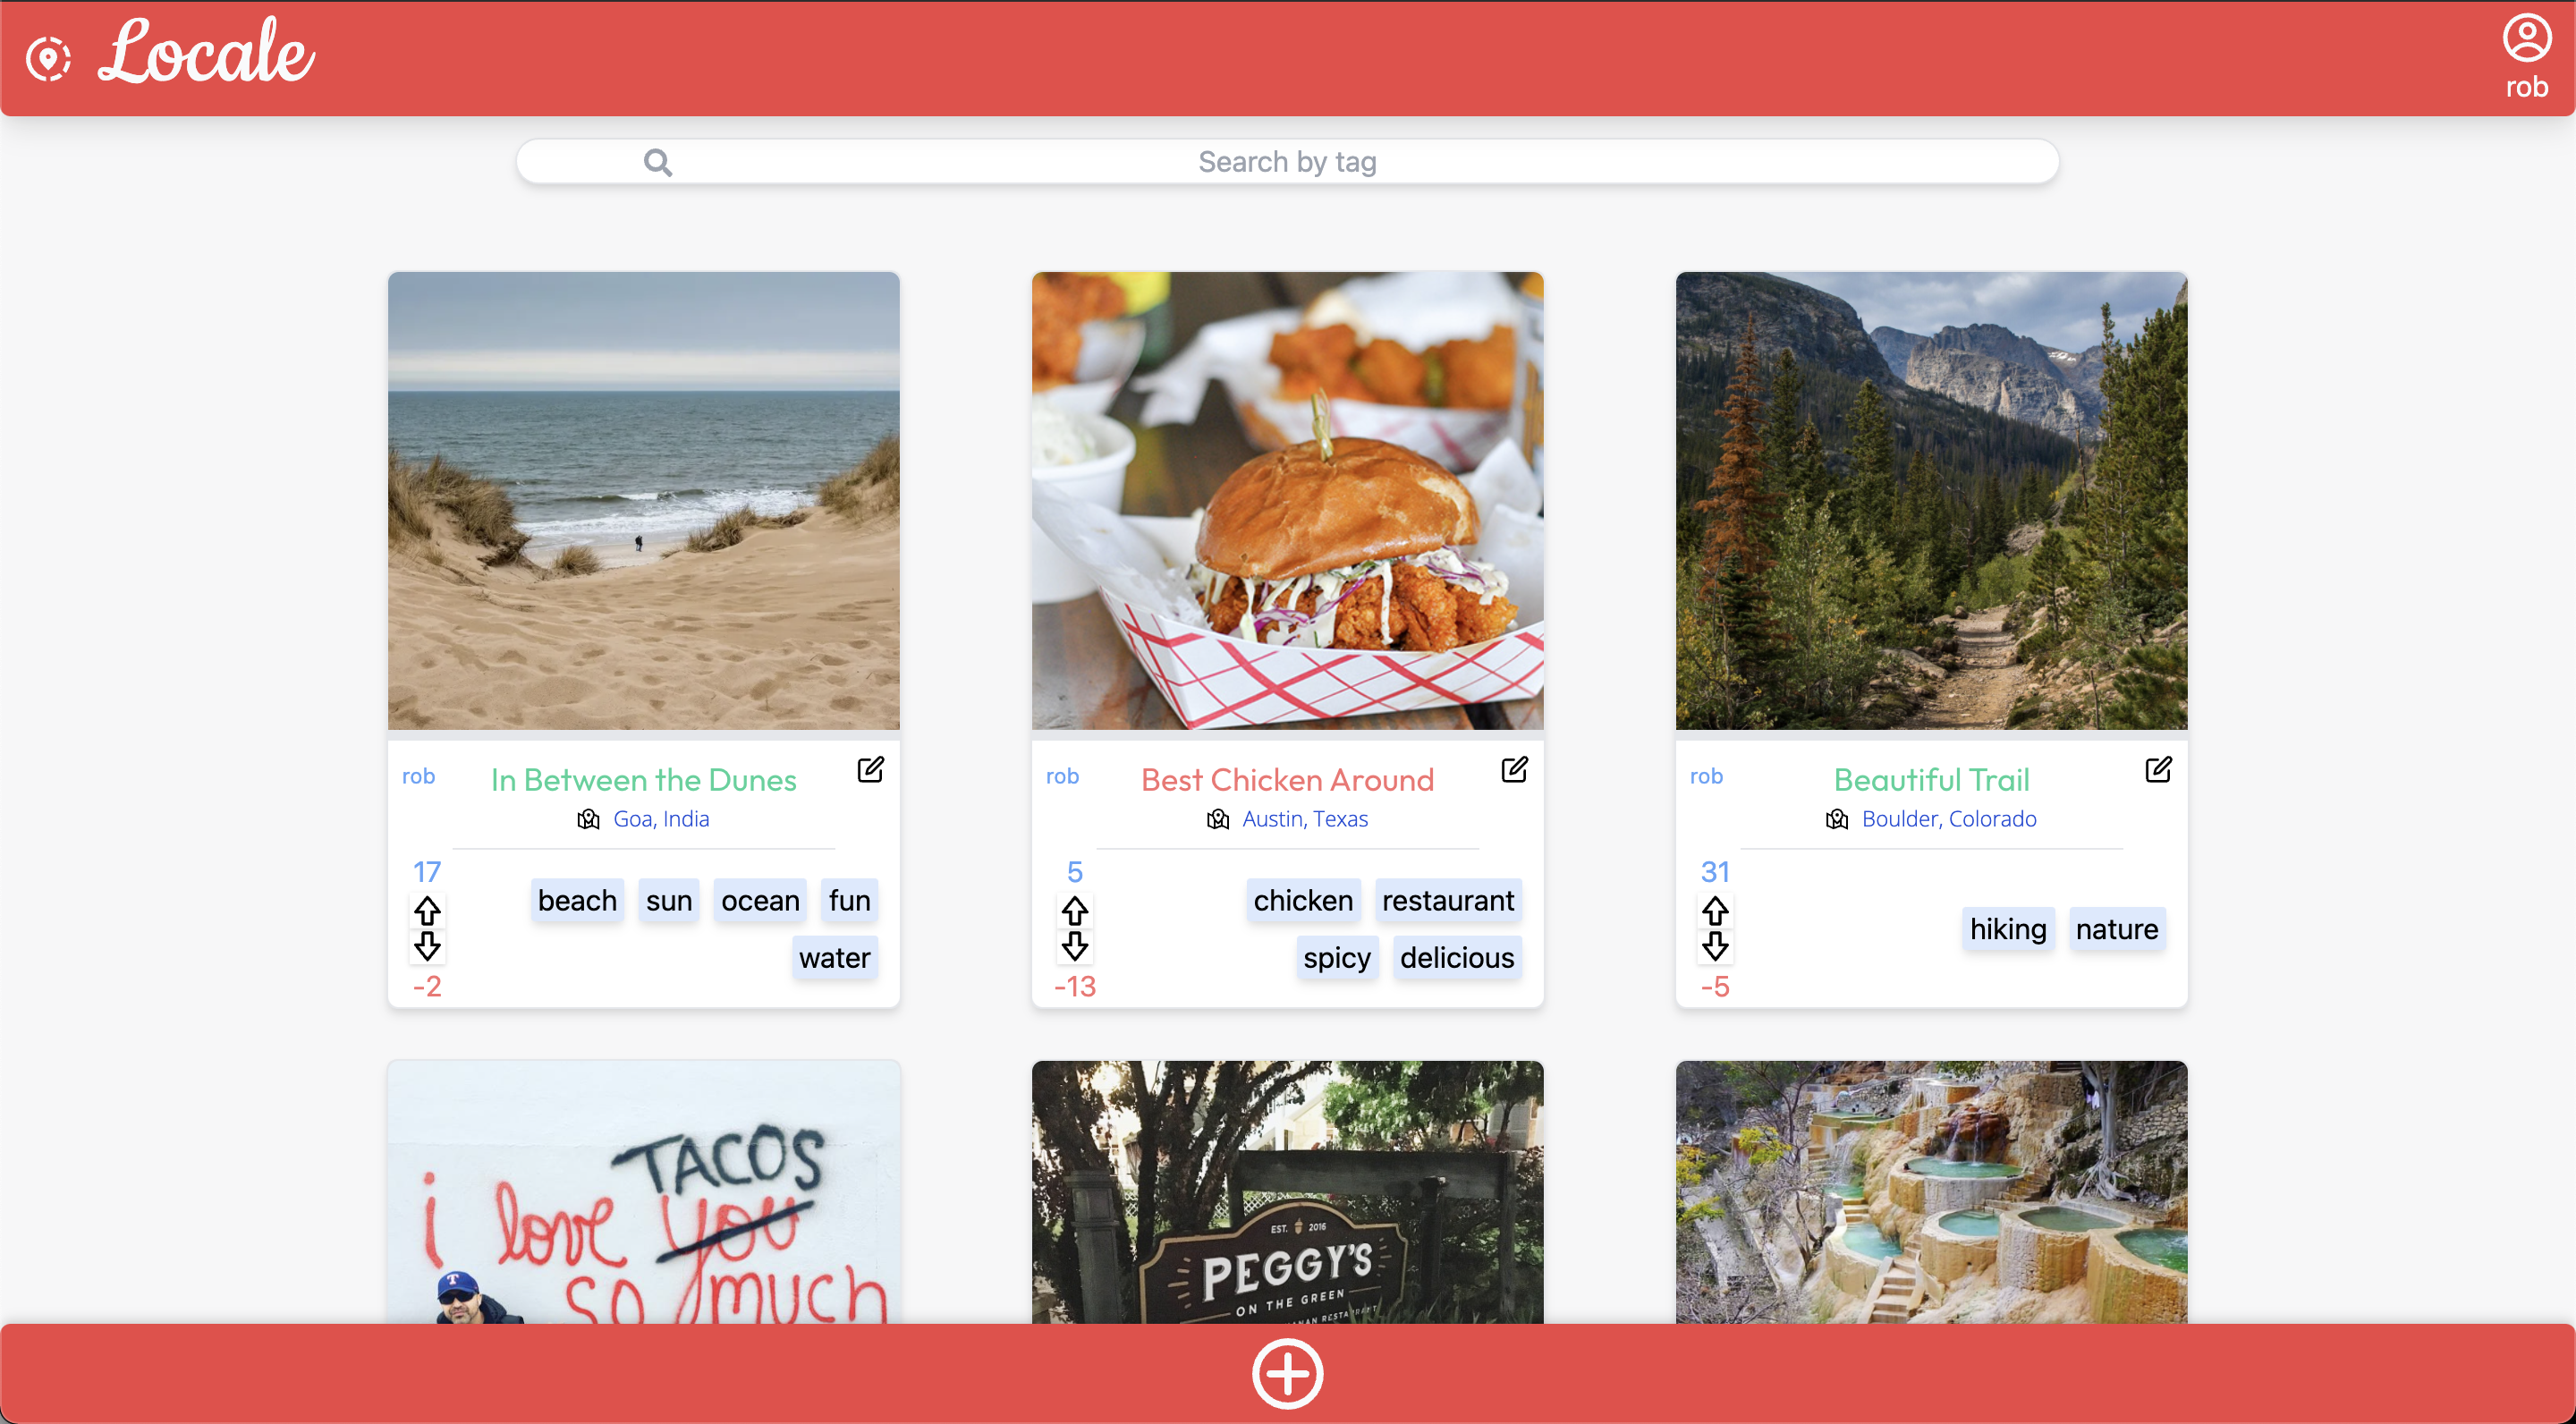 Locale
rob
Search by tag
rob
In Between the Dunes
Goa, India
17
beach sun ocean fun
water
-2
rob
Best Chicken Around
Austin, Texas
5
chicken restaurant
spicy delicious
-13
rob
Beautiful Trail
Boulder, Colorado
31
hiking nature
-5
TACOS
i love you
so much
T
EST. 2016
PEGGY'S
ON THE GREEN